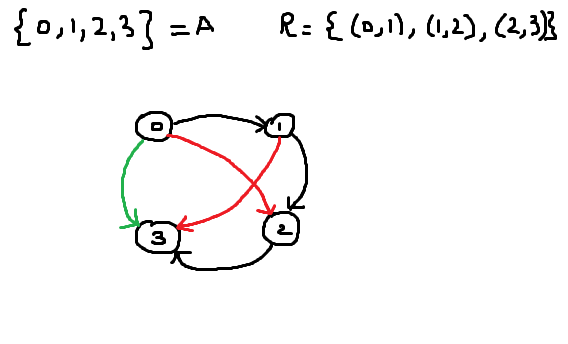 {0,1,2,3} = A R = {(0,1), (1,2), (2,3)}
0 1
3 2